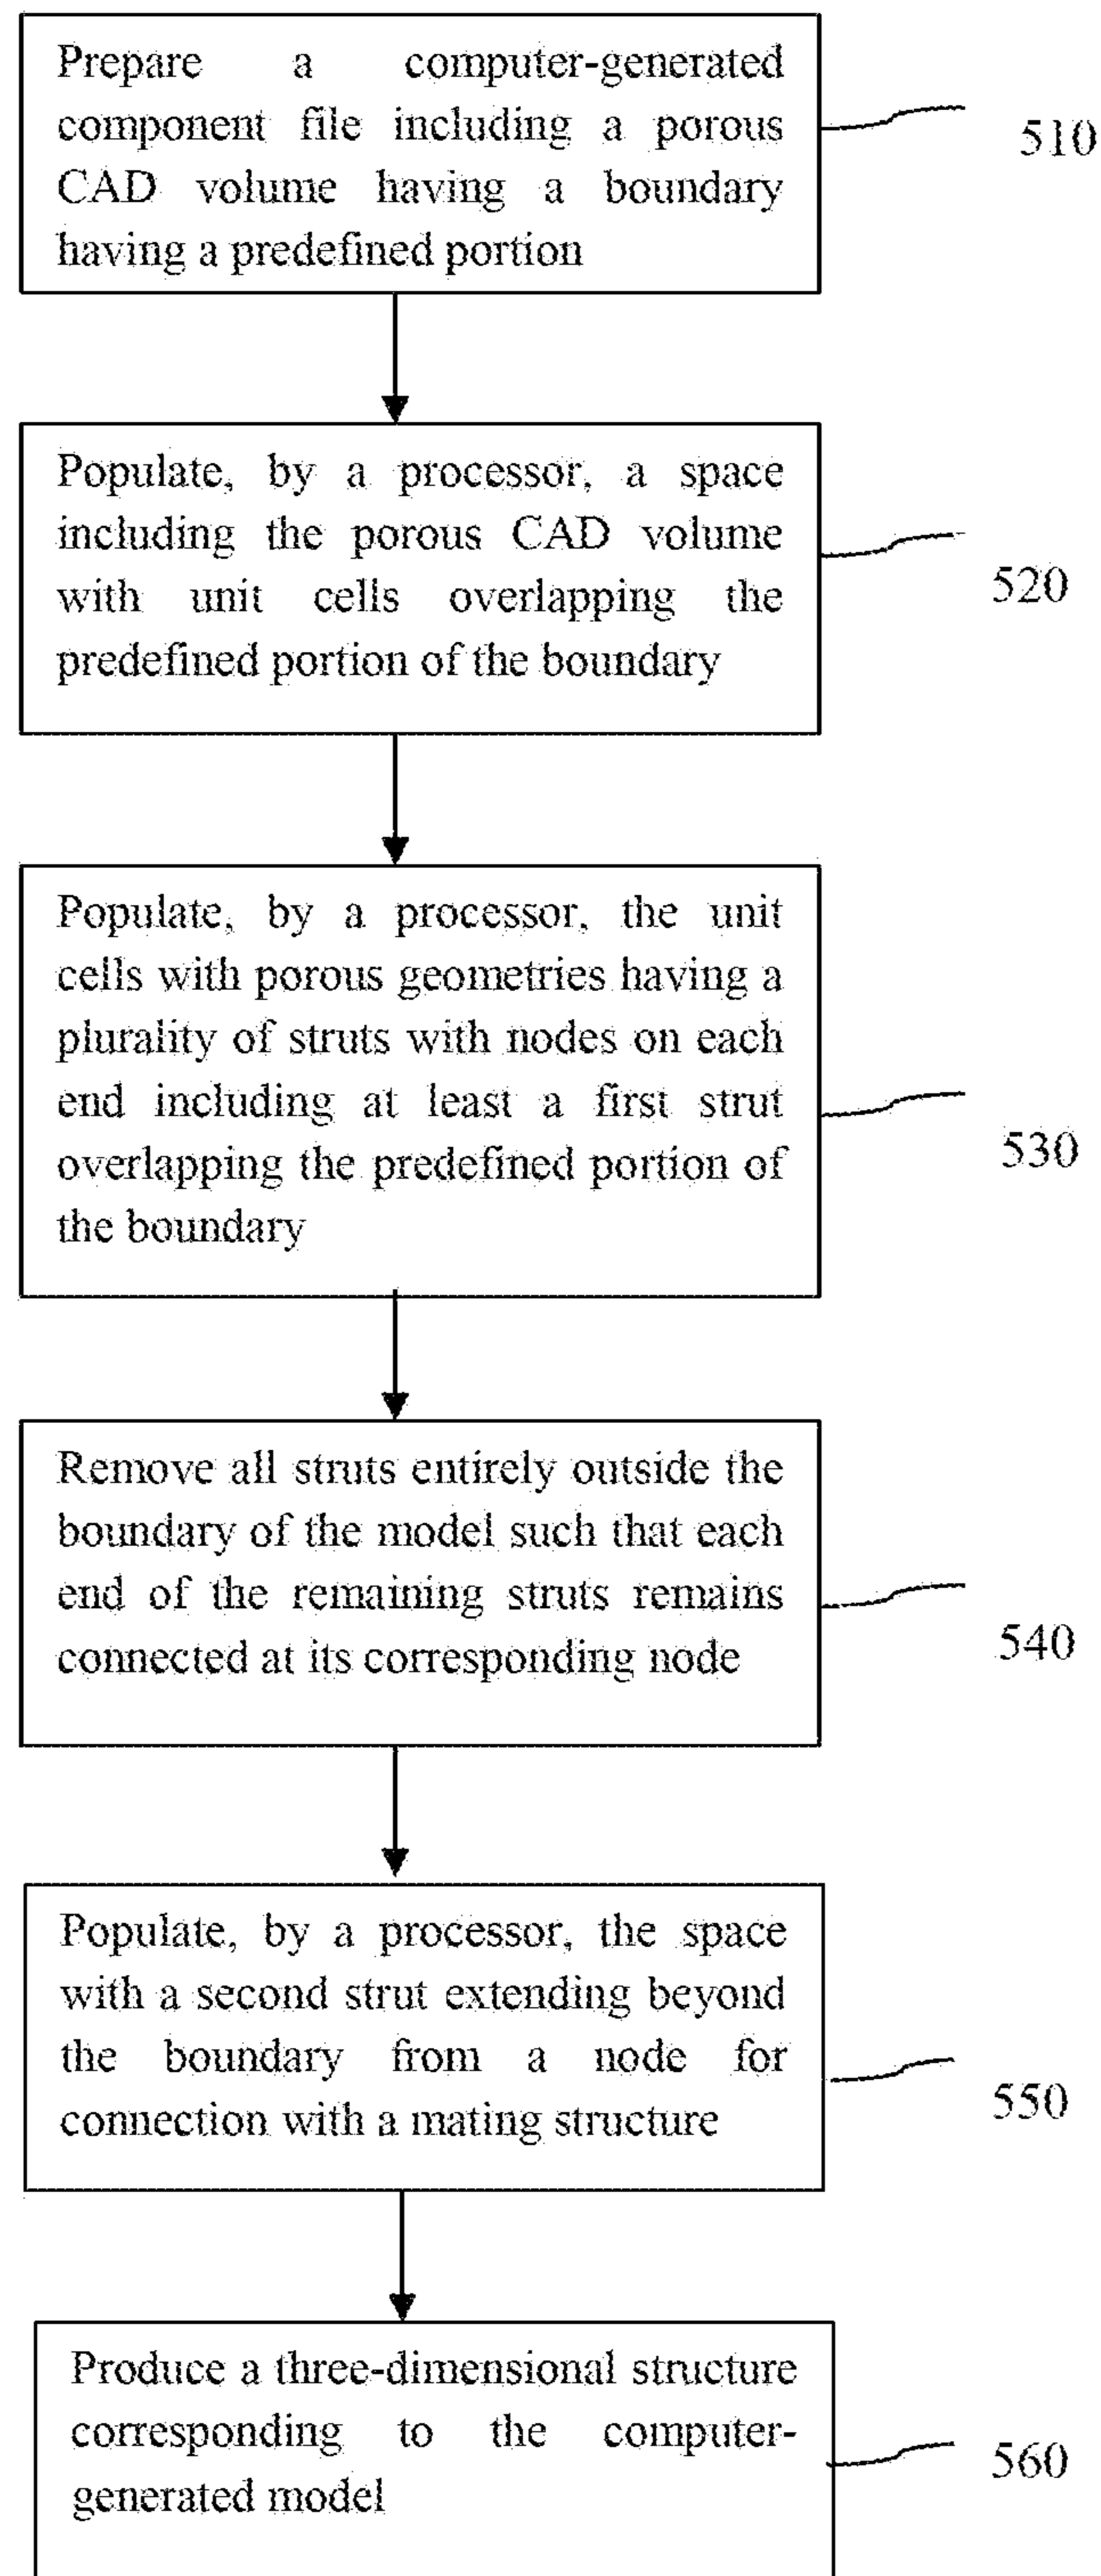 Prepare a computer-generated
component file including a porous
CAD volume having a boundary
having a predefined portion
510
Populate, by a processor, a space
including the porous CAD volume
with unit cells overlapping the
predefined portion of the boundary
520
Populate, by a processor, the unit
cells with porous geometries having a
plurality of struts with nodes on each
end including at least a first strut
overlapping the predefined portion of
the boundary
530
Remove all struts entirely outside the
boundary of the model such that each
end of the remaining struts remains
connected at its corresponding node
540
Populate, by a processor, the space
with a second strut extending beyond
the boundary from a node for
connection with a mating structure
550
Produce a three-dimensional structure
corresponding to the computer-
generated model
560